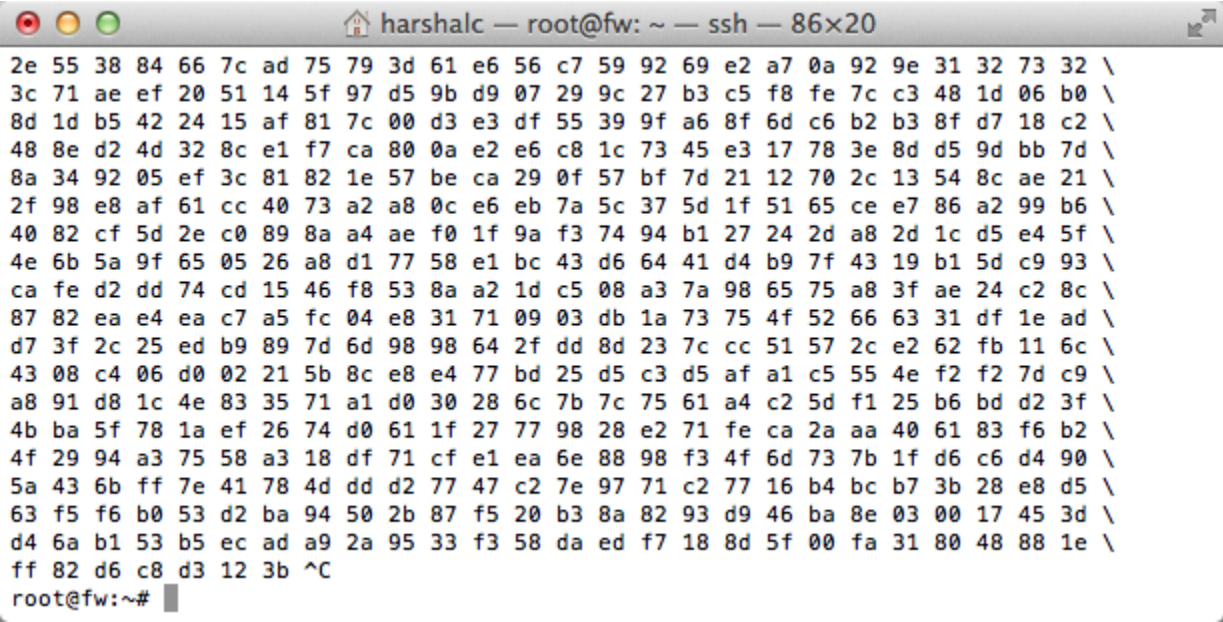 harshalc — root@fw: ~ — ssh — 86×20
2e 55 38 84 66 7c ad 75 79 3d 61 e6 56 c7 59 92 69 e2 a7 0a 92 9e 31 32 73 32 \
3c 71 ae ef 20 51 14 5f 97 d5 9b d9 07 29 9c 27 b3 c5 f8 fe 7c c3 48 1d 06 b0 \
8d 1d b5 42 24 15 af 81 7c 00 d3 e3 df 55 39 9f a6 8f 6d c6 b2 b3 8f d7 18 c2 \
48 8e d2 4d 32 8c e1 f7 ca 80 0a e2 e6 c8 1c 73 45 e3 17 78 3e 8d d5 9d bb 7d \
8a 34 92 05 ef 3c 81 82 1e 57 be ca 29 0f 57 bf 7d 21 12 70 2c 13 54 8c ae 21 \
2f 98 e8 af 61 cc 40 73 a2 a8 0c e6 eb 7a 5c 37 5d 1f 51 65 ce e7 86 a2 99 b6 \
40 82 cf 5d 2e c0 89 8a a4 ae f0 1f 9a f3 74 94 b1 27 24 2d a8 2d 1c d5 e4 5f \
4e 6b 5a 9f 65 05 26 a8 d1 77 58 e1 bc 43 d6 64 41 d4 b9 7f 43 19 b1 5d c9 93 \
ca fe d2 dd 74 cd 15 46 f8 53 8a a2 1d c5 08 a3 7a 98 65 75 a8 3f ae 24 c2 8c \
87 82 ea e4 ea c7 a5 fc 04 e8 31 71 09 03 db 1a 73 75 4f 52 66 63 31 df 1e ad \
d7 3f 2c 25 ed b9 89 7d 6d 98 98 64 2f dd 8d 23 7c cc 51 57 2c e2 62 fb 11 6c \
43 08 c4 06 d0 02 21 5b 8c e8 e4 77 bd 25 d5 c3 d5 af a1 c5 55 4e f2 f2 7d c9 \
a8 91 d8 1c 4e 83 35 71 a1 d0 30 28 6c 7b 7c 75 61 a4 c2 5d f1 25 b6 bd d2 3f \
4b ba 5f 78 1a ef 26 74 d0 61 1f 27 77 98 28 e2 71 fe ca 2a aa 40 61 83 f6 b2 \
4f 29 94 a3 75 58 a3 18 df 71 cf e1 ea 6e 88 98 f3 4f 6d 73 7b 1f d6 c6 d4 90 \
5a 43 6b ff 7e 41 78 4d dd d2 77 47 c2 7e 97 71 c2 77 16 b4 bc b7 3b 28 e8 d5 \
63 f5 f6 b0 53 d2 ba 94 50 2b 87 f5 20 b3 8a 82 93 d9 46 ba 8e 03 00 17 45 3d \
d4 6a b1 53 b5 ec ad a9 2a 95 33 f3 58 da ed f7 18 8d 5f 00 fa 31 80 48 88 1e \
ff 82 d6 c8 d3 12 3b ^C
root@fw:~#